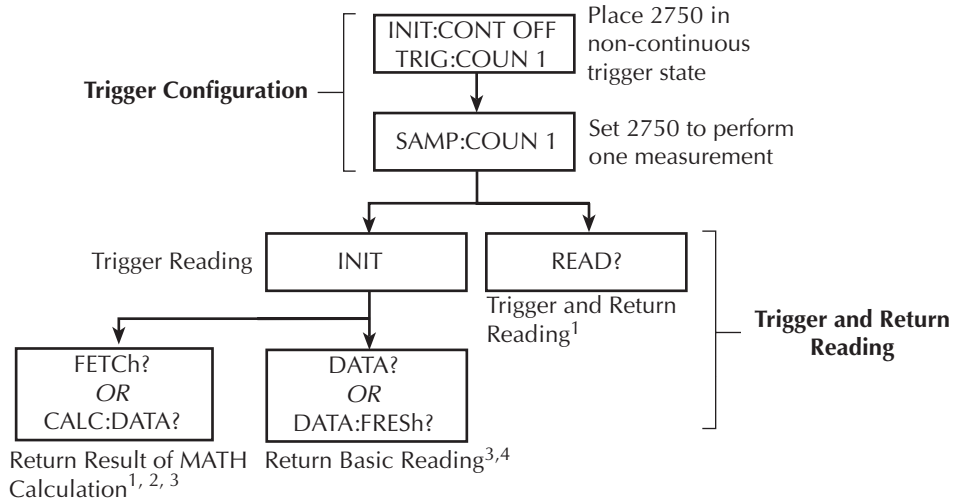 INIT:CONT OFF
TRIG:COUN 1
Place 2750 in
non-continuous
trigger state
Trigger Configuration
SAMP:COUN 1
Set 2750 to perform
one measurement
Trigger Reading
INIT
READ?
Trigger and Return
Reading1
Trigger and Return
Reading
FETCh?
OR
CALC:DATA?
DATA?
OR
DATA:FRESh?
Return Result of MATH
Calculation1, 2, 3
Return Basic Reading3,4